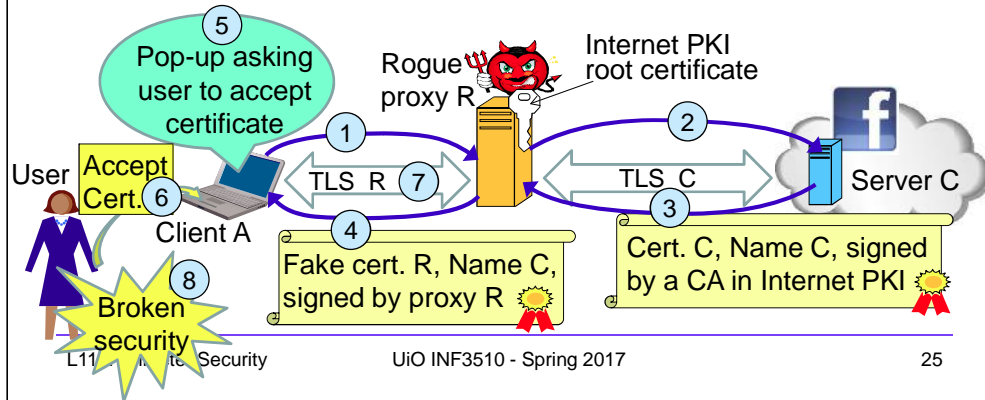 5
Pop-up asking
user to accept
certificate
Rogue
proxy R
Internet PKI
root certificate
1
2
f
User
Accept
Cert.
6
TLS R
7
TLS C
Server C
3
Client A
4
Fake cert. R, Name C,
signed by proxy R
Cert. C, Name C, signed
by a CA in Internet PKI
8
Broken
security
L11 Security
UiO INF3510 - Spring 2017
25